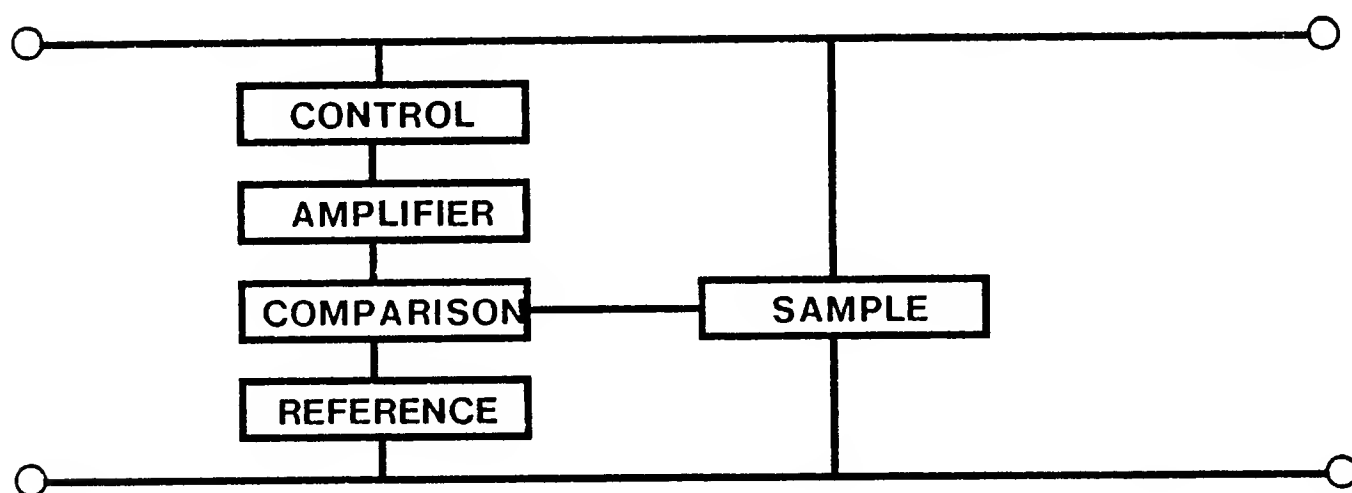 CONTROL
AMPLIFIER
COMPARISON
SAMPLE
REFERENCE